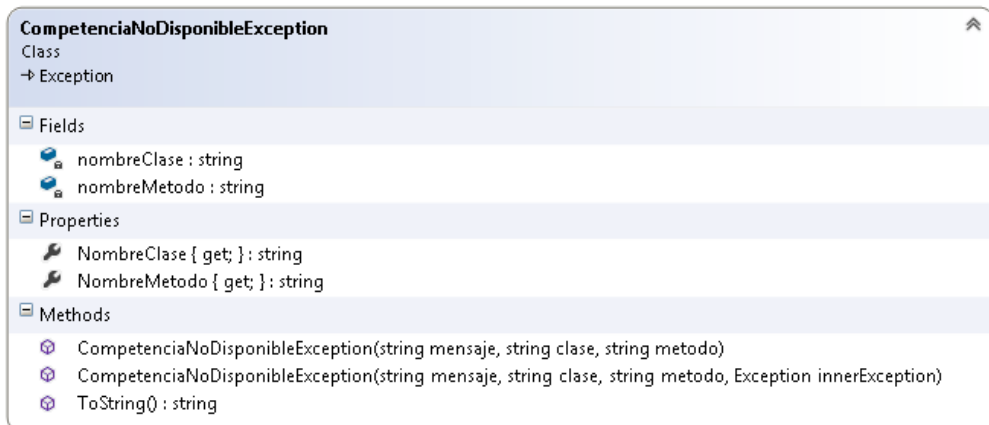 CompetenciaNoDisponibleException
Class
Exception
Fields
nombreClase : string
nombreMetodo : string
Properties
NombreClase { get; } : string
NombreMetodo { get; } : string
Methods
CompetenciaNoDisponibleException(string mensaje, string clase, string metodo)
CompetenciaNoDisponibleException(string mensaje, string clase, string metodo, Exception innerException)
ToString() : string